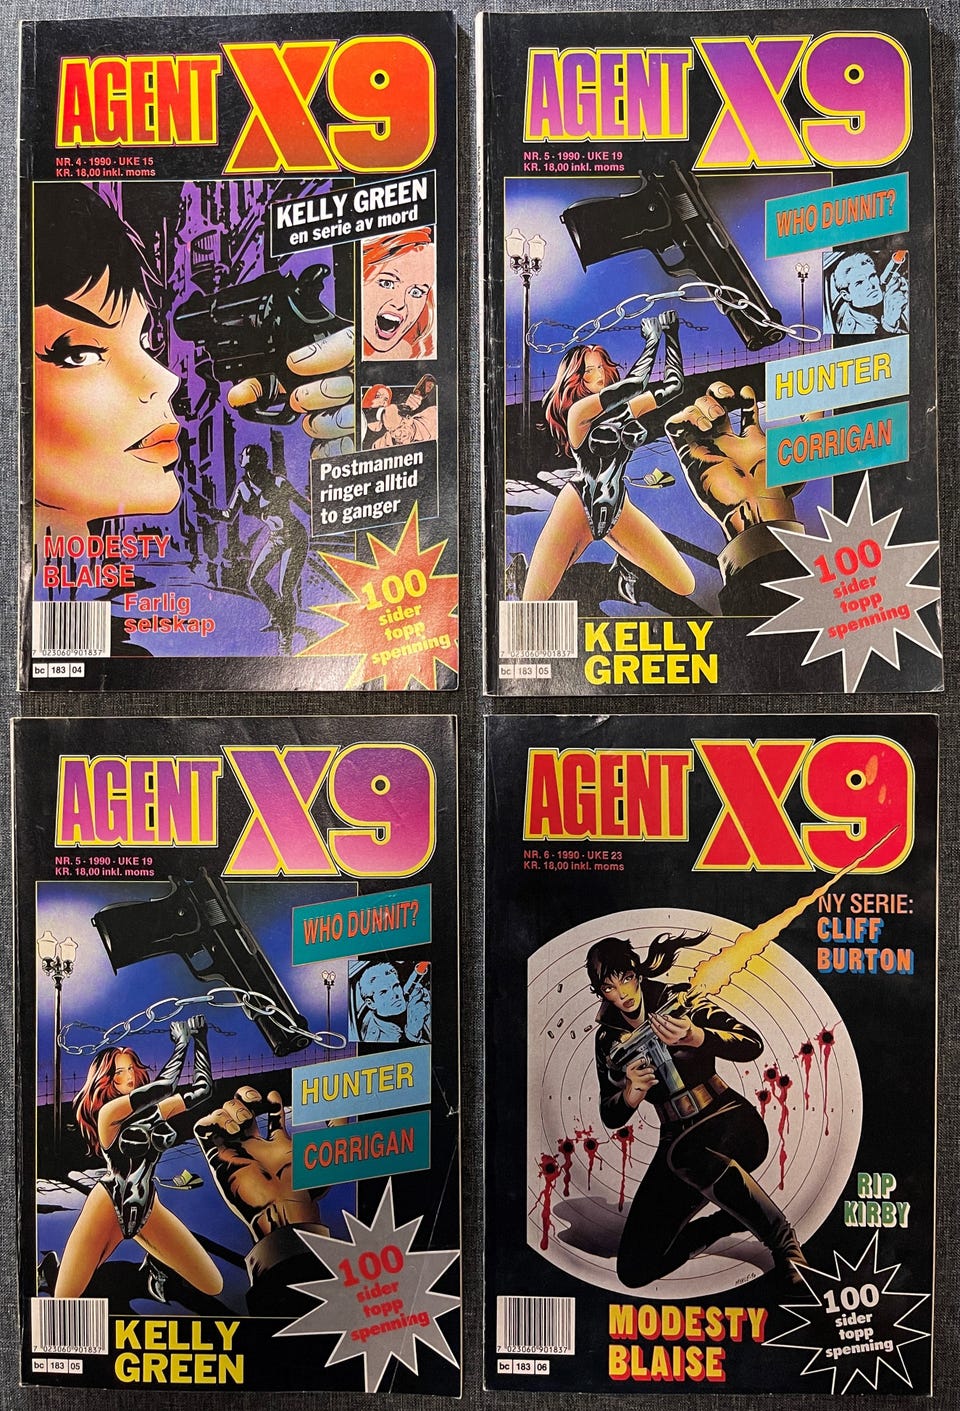 AGENT X9
NR. 4 - 1990 - UKE 15
KR. 18,00 inkl. moms
KELLY GREEN
en serie av mord
Postmannen
ringer alltid
to ganger
MODESTY
BLAISE
Farlig
selskap
100
sider
topp
spenning
7 023060 901837
bc 183 04
AGENT X9
NR. 5 - 1990 - UKE 19
KR. 18,00 inkl. moms
WHO DUNNIT?
HUNTER
CORRIGAN
100
sider
topp
spenning
KELLY
GREEN
7 023060 901837
bc 183 05
AGENT X9
NR. 5 - 1990 - UKE 19
KR. 18,00 inkl. moms
WHO DUNNIT?
HUNTER
CORRIGAN
100
sider
topp
spenning
KELLY
GREEN
7 023060 901837
bc 183 05
AGENT X9
NR. 6 - 1990 - UKE 23
KR. 18,00 inkl. moms
NY SERIE:
CLIFF
BURTON
RIP
KIRBY
100
sider
topp
spenning
MODESTY
BLAISE
7 023060 901837
bc 183 06